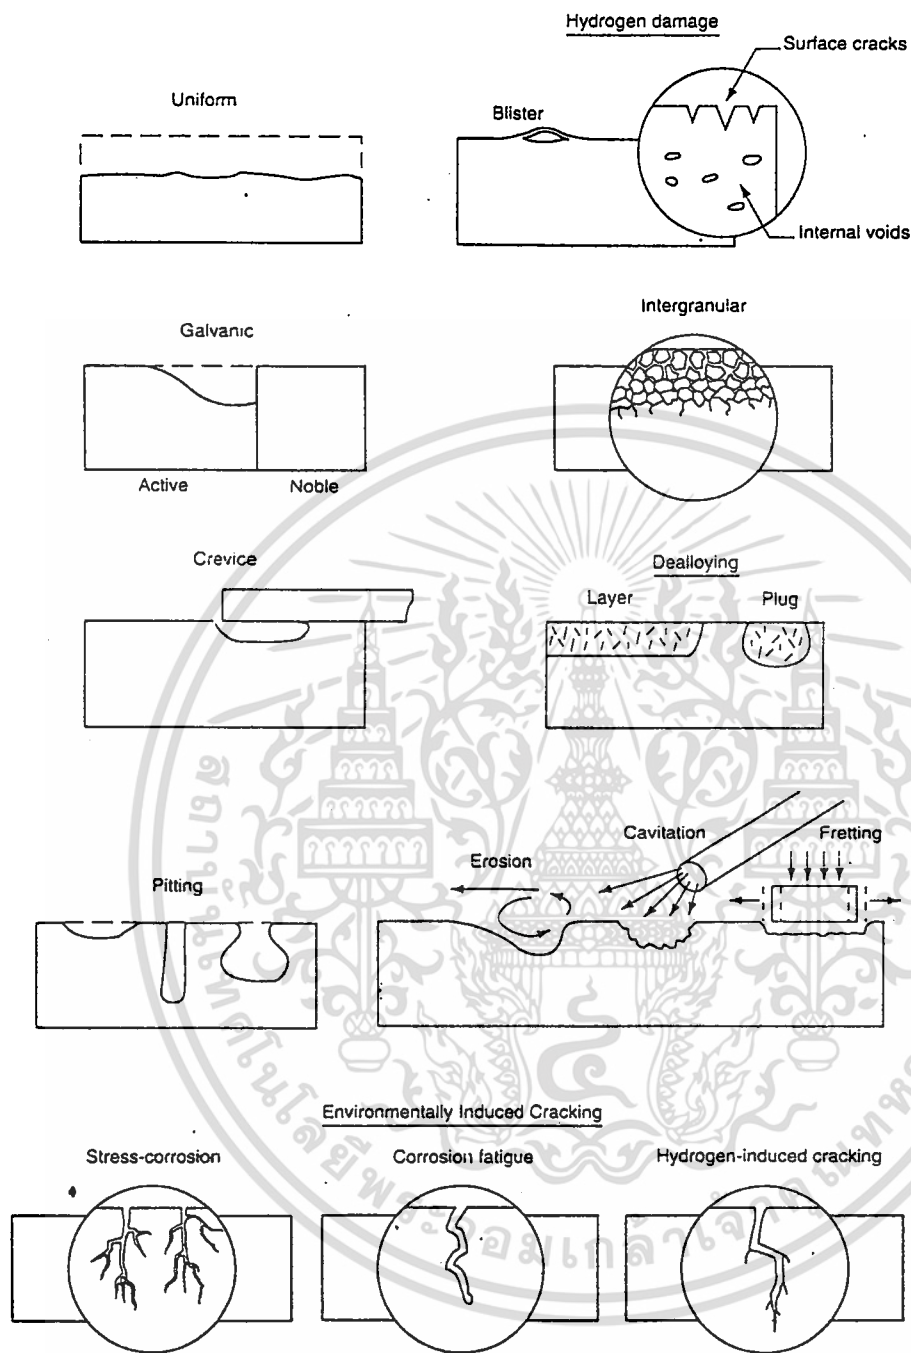 Hydrogen damage
Surface cracks
Uniform
Blister
Internal voids
Galvanic
Intergranular
Active
Noble
Crevice
Dealloying
Layer
Plug
Cavitation
Fretting
Erosion
Pitting
Environmentally Induced Cracking
Stress-corrosion
Corrosion fatigue
Hydrogen-induced cracking